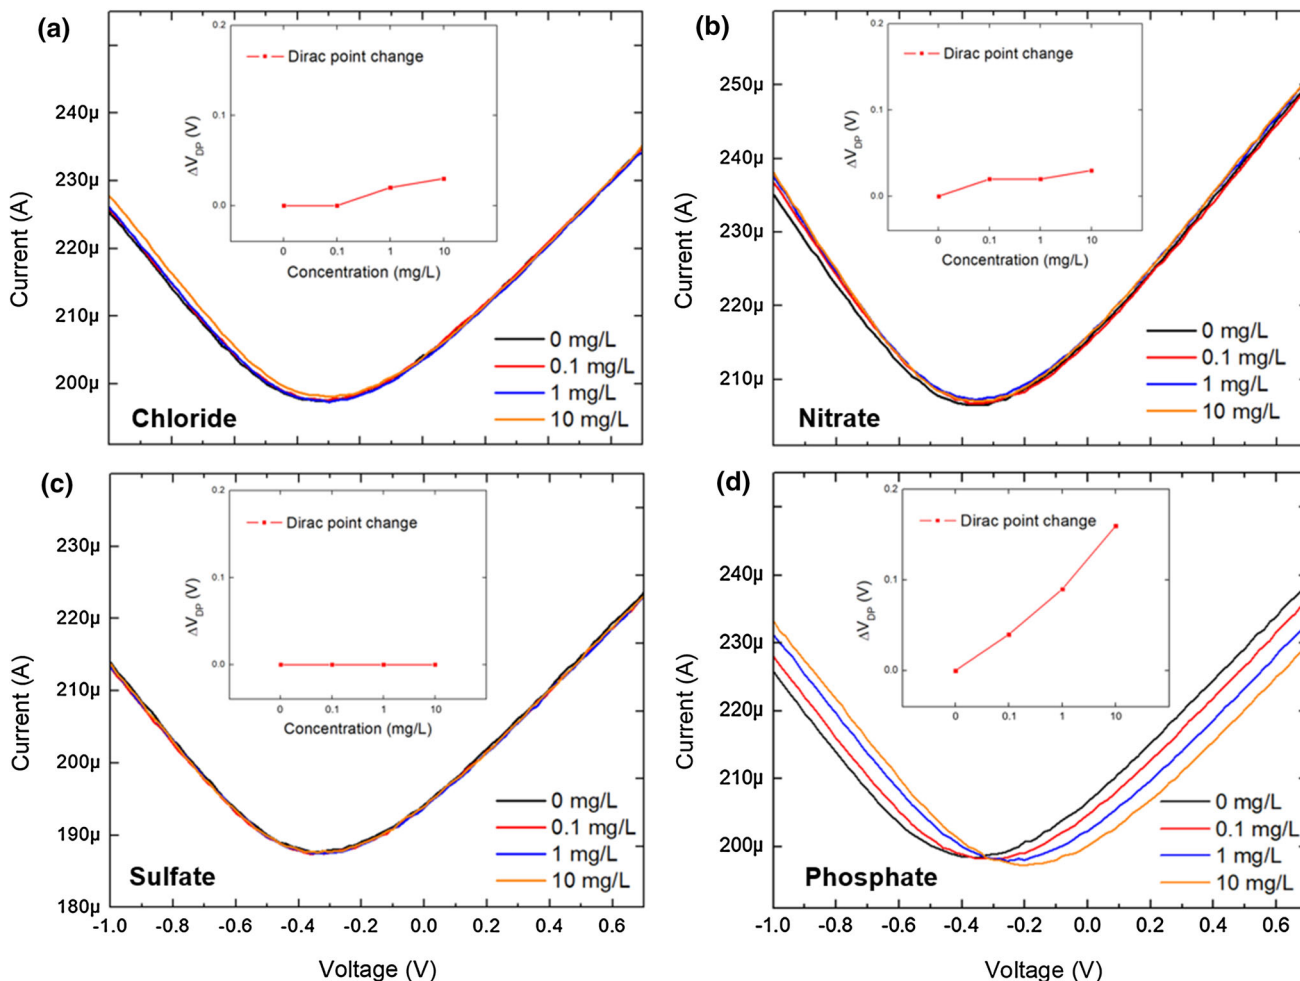 (a)
0.2
Dirac point change
240µ
0.1
ΔV_DP (V)
230µ
Current (A)
220µ
0.0
0
0.1
1
10
Concentration (mg/L)
210µ
0 mg/L
0.1 mg/L
200µ
1 mg/L
Chloride
10 mg/L
(b)
0.2
Dirac point change
250µ
0.1
ΔV_DP (V)
240µ
Current (A)
230µ
0.0
0
0.1
1
10
Concentration (mg/L)
220µ
0 mg/L
0.1 mg/L
210µ
1 mg/L
Nitrate
10 mg/L
(c)
0.2
Dirac point change
230µ
0.1
ΔV_DP (V)
220µ
Current (A)
0.0
210µ
0
0.1
1
10
Concentration (mg/L)
200µ
0 mg/L
190µ
0.1 mg/L
1 mg/L
Sulfate
10 mg/L
180µ
-1.0 -0.8 -0.6 -0.4 -0.2 0.0 0.2 0.4 0.6
Voltage (V)
(d)
0.2
Dirac point change
240µ
0.1
ΔV_DP (V)
230µ
Current (A)
0.0
220µ
0
0.1
1
10
210µ
0 mg/L
0.1 mg/L
200µ
1 mg/L
Phosphate
10 mg/L
-1.0 -0.8 -0.6 -0.4 -0.2 0.0 0.2 0.4 0.6
Voltage (V)